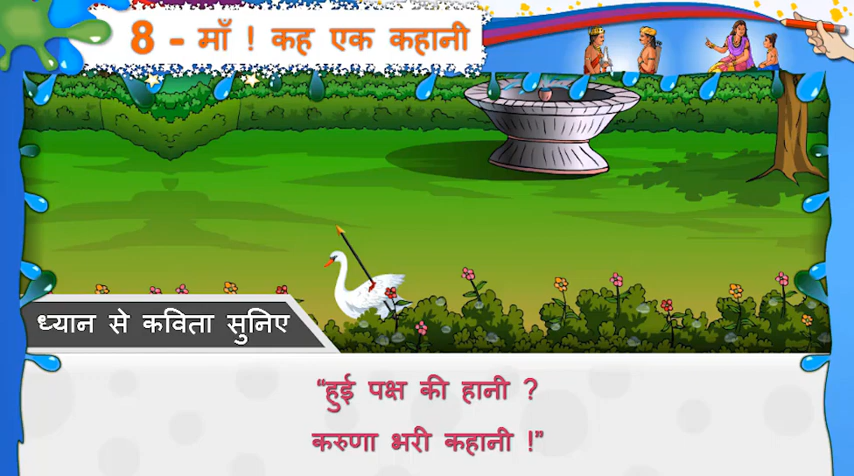 8 - माँ ! कह एक कहानी
ध्यान से कविता सुनिए
“हुई पक्ष की हानी ?
करुणा भरी कहानी !”